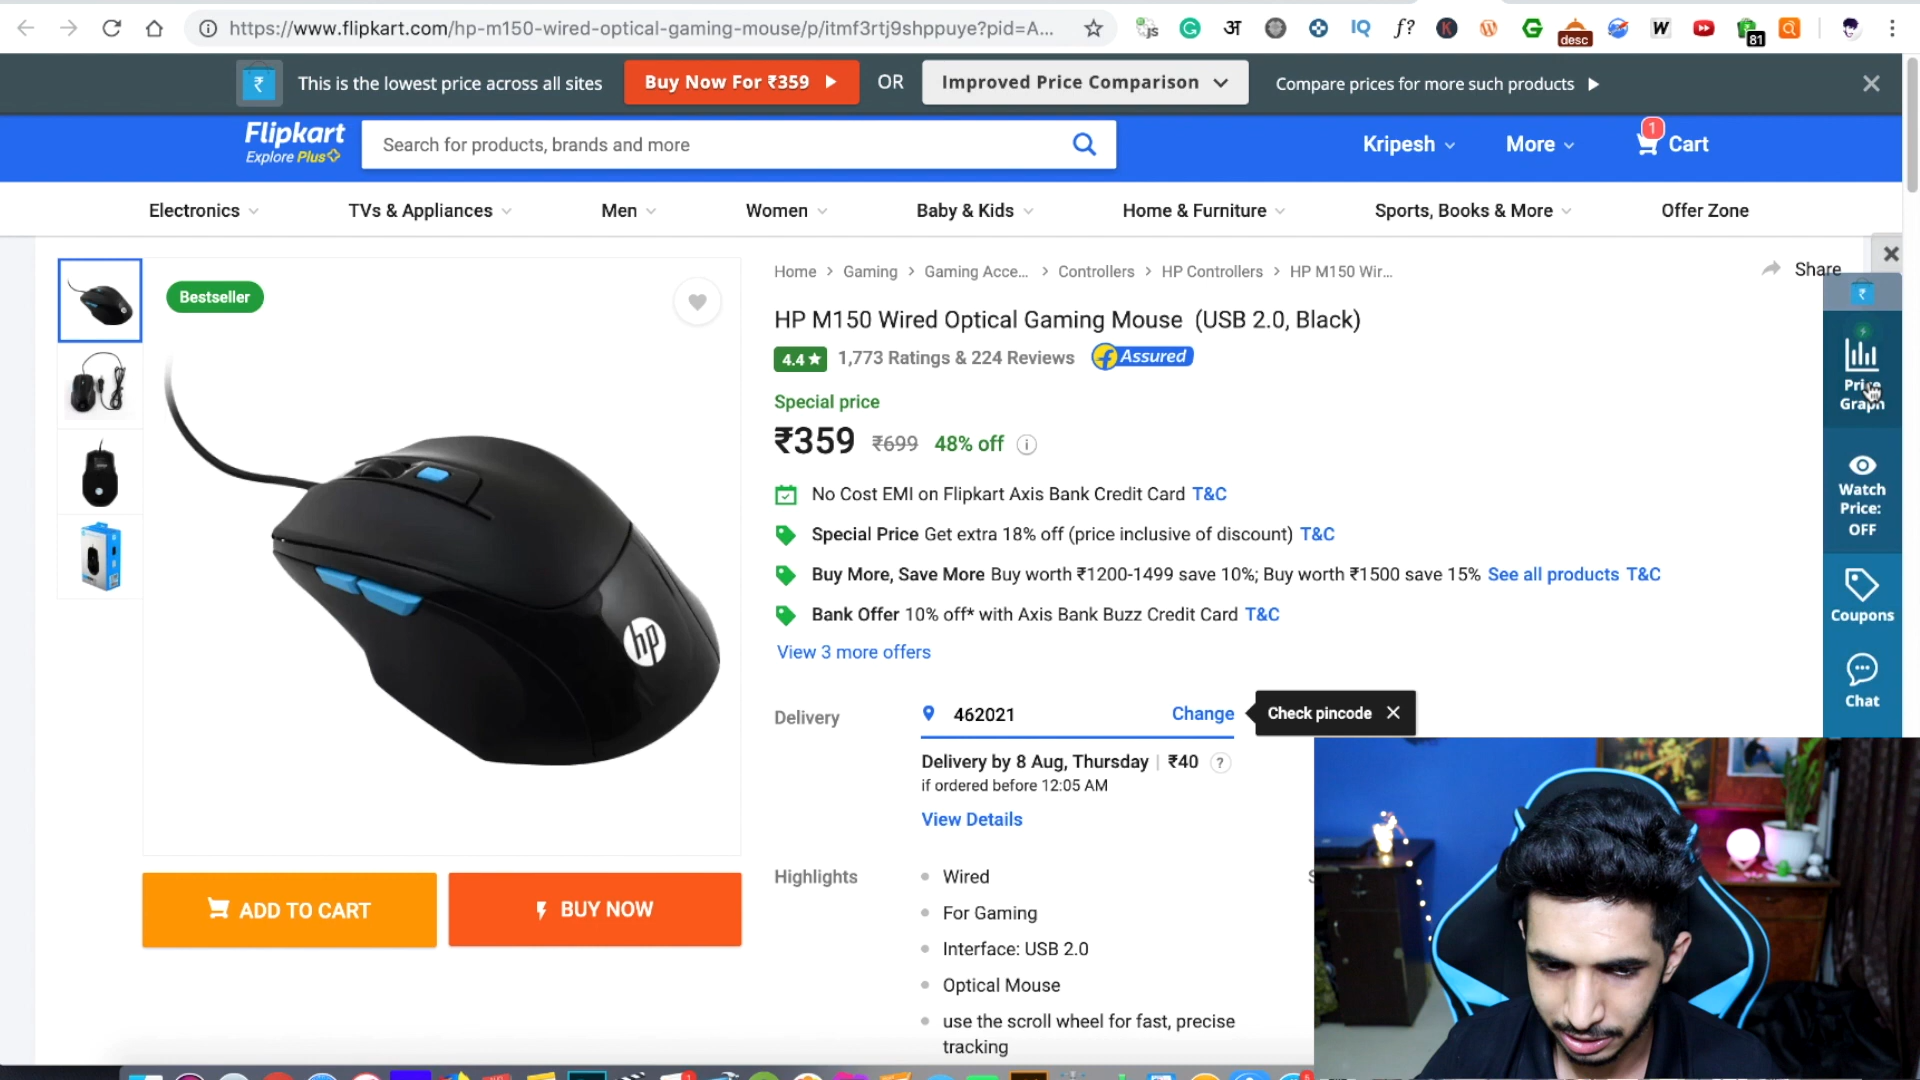 https://www.flipkart.com/hp-m150-wired-optical-gaming-mouse/p/itmf3rtj9shppuye?pid=A...
js
अ
IQ
f?
K
G
desc
W
81
This is the lowest price across all sites
Buy Now For ₹359
OR
Improved Price Comparison
Compare prices for more such products
Flipkart
Explore Plus
Search for products, brands and more
Kripesh
More
1
Cart
Electronics
TVs & Appliances
Men
Women
Baby & Kids
Home & Furniture
Sports, Books & More
Offer Zone
Bestseller
hp
Home > Gaming > Gaming Acce... > Controllers > HP Controllers > HP M150 Wir...
Share
HP M150 Wired Optical Gaming Mouse (USB 2.0, Black)
4.4★ 1,773 Ratings & 224 Reviews
Assured
Special price
₹359 ₹699 48% off
No Cost EMI on Flipkart Axis Bank Credit Card T&C
Special Price Get extra 18% off (price inclusive of discount) T&C
Buy More, Save More Buy worth ₹1200-1499 save 10%; Buy worth ₹1500 save 15% See all products T&C
Bank Offer 10% off* with Axis Bank Buzz Credit Card T&C
View 3 more offers
Delivery
462021
Change
Check pincode
Delivery by 8 Aug, Thursday | ₹40 ?
if ordered before 12:05 AM
View Details
Highlights
Wired
For Gaming
Interface: USB 2.0
Optical Mouse
use the scroll wheel for fast, precise
tracking
ADD TO CART
BUY NOW
Price
Graph
Watch
Price:
OFF
Coupons
Chat